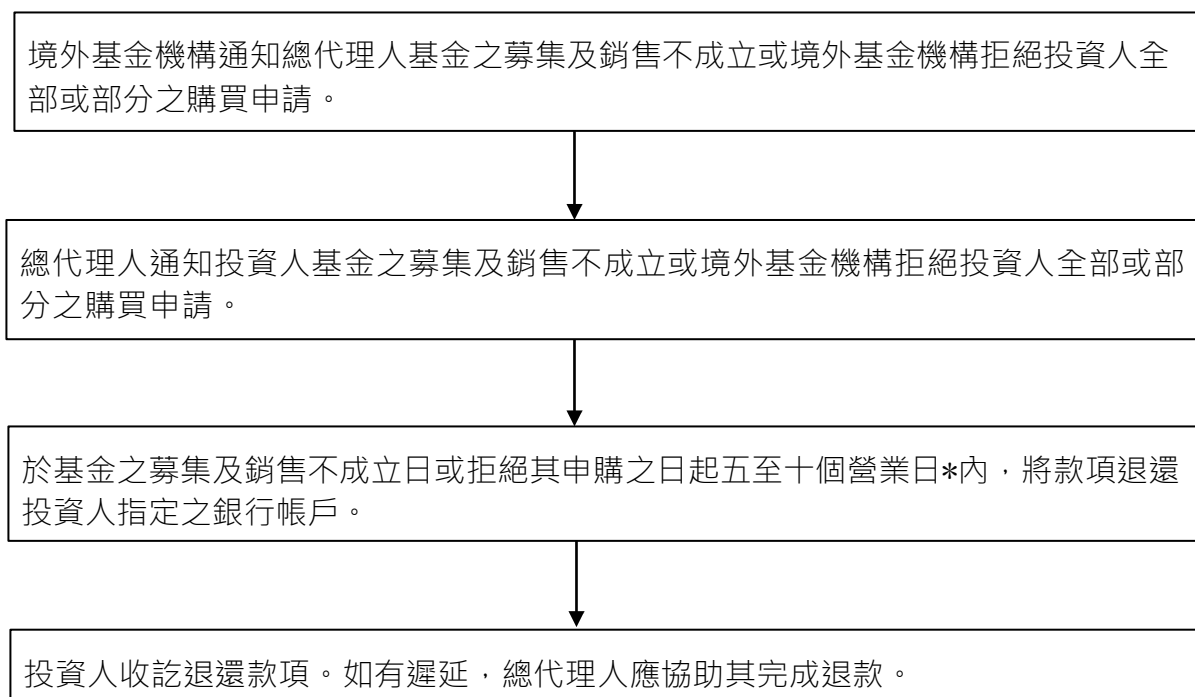 境外基金機構通知總代理人基金之募集及銷售不成立或境外基金機構拒絕投資人全
部或部分之購買申請。
總代理人通知投資人基金之募集及銷售不成立或境外基金機構拒絕投資人全部或部
分之購買申請。
於基金之募集及銷售不成立日或拒絕其申購之日起五至十個營業日*內，將款項退還
投資人指定之銀行帳戶。
投資人收訖退還款項。如有遲延，總代理人應協助其完成退款。